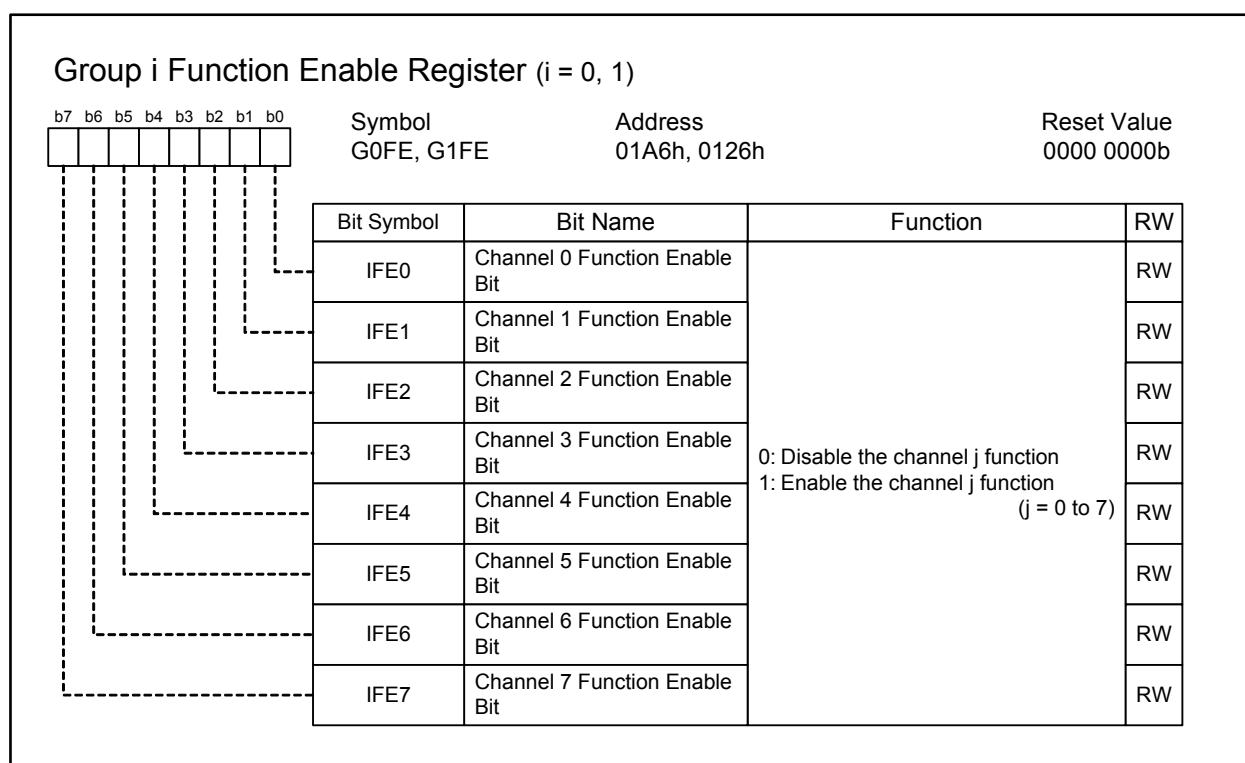 Group i Function Enable Register (i = 0, 1)
b7 b6 b5 b4 b3 b2 b1 b0
Symbol Address Reset Value
G0FE, G1FE 01A6h, 0126h 0000 0000b
Bit Symbol Bit Name Function RW
IFE0 Channel 0 Function Enable Bit RW
IFE1 Channel 1 Function Enable Bit RW
IFE2 Channel 2 Function Enable Bit RW
IFE3 Channel 3 Function Enable Bit RW
0: Disable the channel j function
1: Enable the channel j function
(j = 0 to 7)
IFE4 Channel 4 Function Enable Bit RW
IFE5 Channel 5 Function Enable Bit RW
IFE6 Channel 6 Function Enable Bit RW
IFE7 Channel 7 Function Enable Bit RW